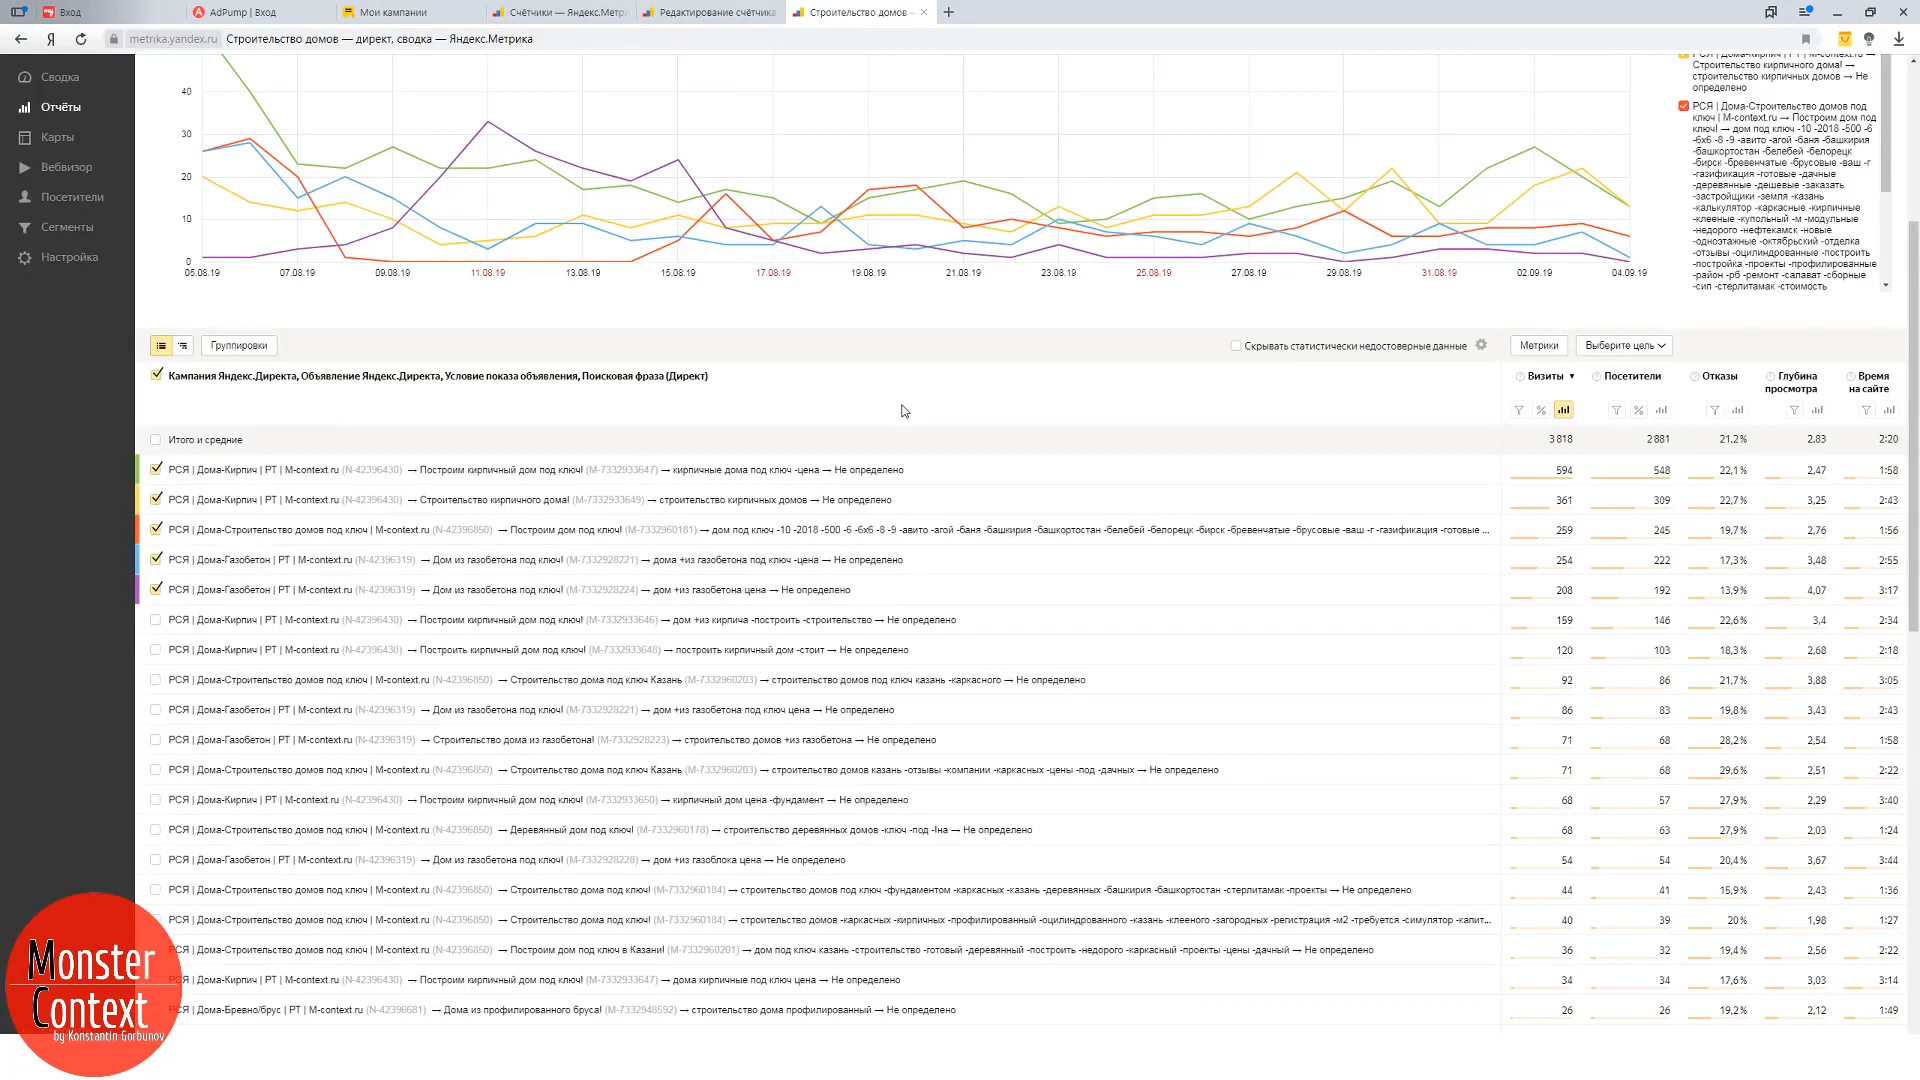 Вход
AdPump | Вход
Мои кампании
Счётчики — Яндекс.Метри
Редактирование счётчика
Строительство домов –
metrika.yandex.ru
Строительство домов — директ, сводка — Яндекс.Метрика
Сводка
Отчёты
Карты
Вебвизор
Посетители
Сегменты
Настройка
40
30
20
10
0
05.08.19 07.08.19 09.08.19 11.08.19 13.08.19 15.08.19 17.08.19 19.08.19 21.08.19 23.08.19 25.08.19 27.08.19 29.08.19 31.08.19 02.09.19 04.09.19
РСЯ | Дома-Кирпич | РТ | M-context.ru →
Строительство кирпичного дома! →
строительство кирпичных домов → Не
определено
РСЯ | Дома-Строительство домов под
ключ | M-context.ru → Построим дом под
ключ! → дом под ключ -10 -2018 -500 -6
-6х6 -8 -9 -авито -агой -баня -башкирия
-башкортостан -белебей -белорецк
-бирск -бревенчатые -брусовые -ваш -г
-газификация -готовые -дачные
-деревянные -дешевые -заказать
-застройщики -земля -казань
-калькулятор -каркасные -кирпичные
-клееные -купольный -м -модульные
-недорого -нефтекамск -новые
-одноэтажные -октябрьский -отделка
-отзывы -оцилиндрованные -построить
-постройка -проекты -профилированные
-район -рб -ремонт -салават -сборные
-сип -стерлитамак -стоимость
Группировки
Скрывать статистически недостоверные данные
Метрики
Выберите цель
Кампания Яндекс.Директа, Объявление Яндекс.Директа, Условие показа объявления, Поисковая фраза (Директ)
Визиты ▼ Посетители Отказы Глубина просмотра Время на сайте
Итого и средние 3 818 2 881 21,2 % 2,83 2:20
РСЯ | Дома-Кирпич | РТ | M-context.ru (N-42396430) → Построим кирпичный дом под ключ! (M-7332933647) → кирпичные дома под ключ -цена → Не определено 594 548 22,1 % 2,47 1:58
РСЯ | Дома-Кирпич | РТ | M-context.ru (N-42396430) → Строительство кирпичного дома! (M-7332933649) → строительство кирпичных домов → Не определено 361 309 22,7 % 3,25 2:43
РСЯ | Дома-Строительство домов под ключ | M-context.ru (N-42396850) → Построим дом под ключ! (M-7332960181) → дом под ключ -10 -2018 -500 -6 -6х6 -8 -9 -авито -агой -баня -башкирия -башкортостан -белебей -белорецк -бирск -бревенчатые -брусовые -ваш -г -газификация -готовые ... 259 245 19,7 % 2,76 1:56
РСЯ | Дома-Газобетон | РТ | M-context.ru (N-42396319) → Дом из газобетона под ключ! (M-7332928221) → дома +из газобетона под ключ -цена → Не определено 254 222 17,3 % 3,48 2:55
РСЯ | Дома-Газобетон | РТ | M-context.ru (N-42396319) → Дом из газобетона под ключ! (M-7332928224) → дом +из газобетона цена → Не определено 208 192 13,9 % 4,07 3:17
РСЯ | Дома-Кирпич | РТ | M-context.ru (N-42396430) → Построим кирпичный дом под ключ! (M-7332933646) → дом +из кирпича -построить -строительство → Не определено 159 146 22,6 % 3,4 2:34
РСЯ | Дома-Кирпич | РТ | M-context.ru (N-42396430) → Построить кирпичный дом под ключ! (M-7332933648) → построить кирпичный дом -стоит → Не определено 120 103 18,3 % 2,68 2:18
РСЯ | Дома-Строительство домов под ключ | M-context.ru (N-42396850) → Строительство дома под ключ Казань (M-7332960203) → строительство домов под ключ казань -каркасного → Не определено 92 86 21,7 % 3,88 3:05
РСЯ | Дома-Газобетон | РТ | M-context.ru (N-42396319) → Дом из газобетона под ключ! (M-7332928221) → дом +из газобетона под ключ цена → Не определено 86 83 19,8 % 3,43 2:43
РСЯ | Дома-Газобетон | РТ | M-context.ru (N-42396319) → Строительство дома из газобетона! (M-7332928223) → строительство домов +из газобетона → Не определено 71 68 28,2 % 2,54 1:58
РСЯ | Дома-Строительство домов под ключ | M-context.ru (N-42396850) → Строительство дома под ключ Казань (M-7332960203) → строительство домов казань -отзывы -компании -каркасных -цены -под -дачных → Не определено 71 68 29,6 % 2,51 2:22
РСЯ | Дома-Кирпич | РТ | M-context.ru (N-42396430) → Построим кирпичный дом под ключ! (M-7332933650) → кирпичный дом цена -фундамент → Не определено 68 57 27,9 % 2,29 3:40
РСЯ | Дома-Строительство домов под ключ | M-context.ru (N-42396850) → Деревянный дом под ключ! (M-7332960178) → строительство деревянных домов -ключ -под -!на → Не определено 68 63 27,9 % 2,03 1:24
РСЯ | Дома-Газобетон | РТ | M-context.ru (N-42396319) → Дом из газобетона под ключ! (M-7332928228) → дом +из газоблока цена → Не определено 54 54 20,4 % 3,67 3:44
РСЯ | Дома-Строительство домов под ключ | M-context.ru (N-42396850) → Строительство дома под ключ! (M-7332960184) → строительство домов под ключ -фундаментом -каркасных -казань -деревянных -башкирия -башкортостан -стерлитамак -проекты → Не определено 44 41 15,9 % 2,43 1:36
РСЯ | Дома-Строительство домов под ключ | M-context.ru (N-42396850) → Строительство дома под ключ! (M-7332960184) → строительство домов -каркасных -кирпичных -профилированный -оцилиндрованного -казань -клееного -загородных -регистрация -м2 -требуется -симулятор -капит... 40 39 20 % 1,98 1:27
РСЯ | Дома-Строительство домов под ключ | M-context.ru (N-42396850) → Построим дом под ключ в Казани! (M-7332960201) → дом под ключ казань -строительство -готовый -деревянный -построить -недорого -каркасный -проекты -цены -дачный → Не определено 36 32 19,4 % 2,56 2:22
РСЯ | Дома-Кирпич | РТ | M-context.ru (N-42396430) → Построим кирпичный дом под ключ! (M-7332933647) → дома кирпичные под ключ цена → Не определено 34 34 17,6 % 3,03 3:14
РСЯ | Дома-Бревно/брус | РТ | M-context.ru (N-42396681) → Дома из профилированного бруса! (M-7332948592) → строительство дома профилированный → Не определено 26 26 19,2 % 2,12 1:49
Monster
Context
by Konstantin Gorbunov